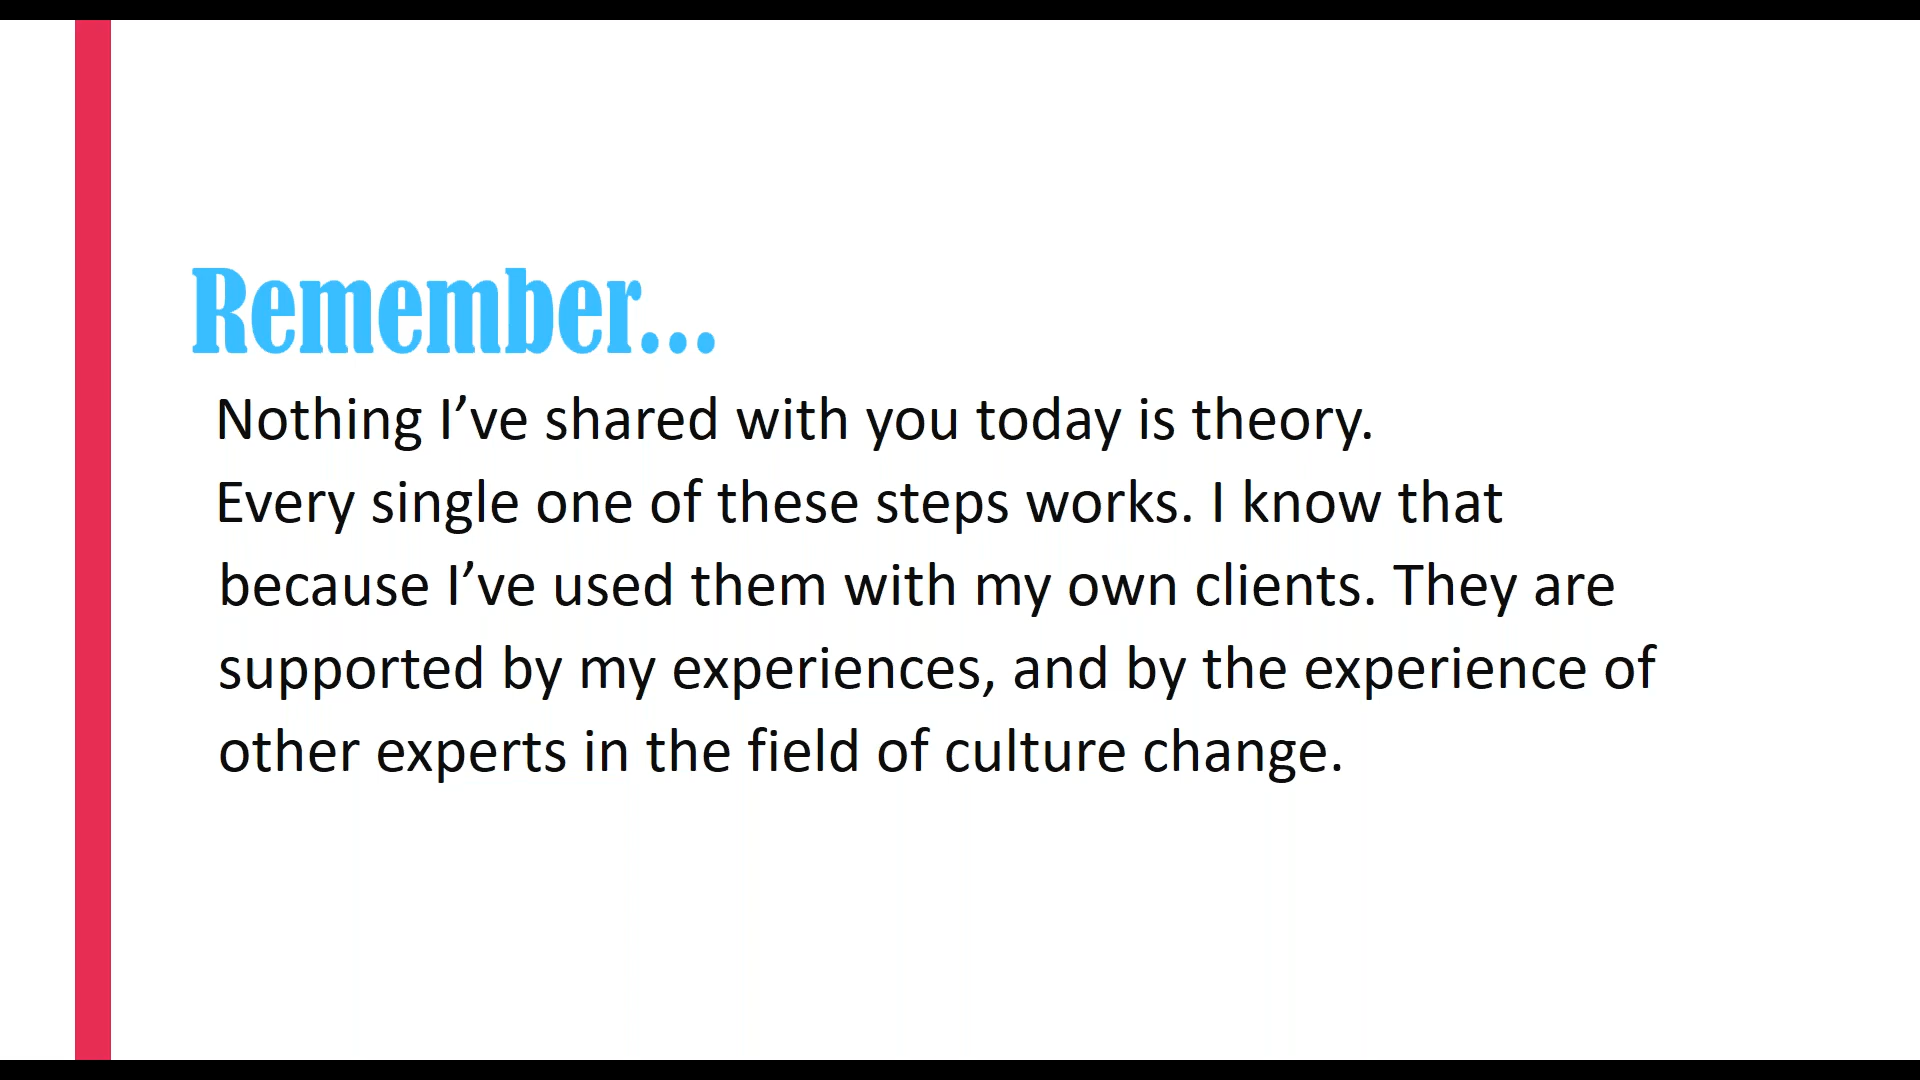 Remember...
Nothing I’ve shared with you today is theory.
Every single one of these steps works. I know that
because I’ve used them with my own clients. They are
supported by my experiences, and by the experience of
other experts in the field of culture change.